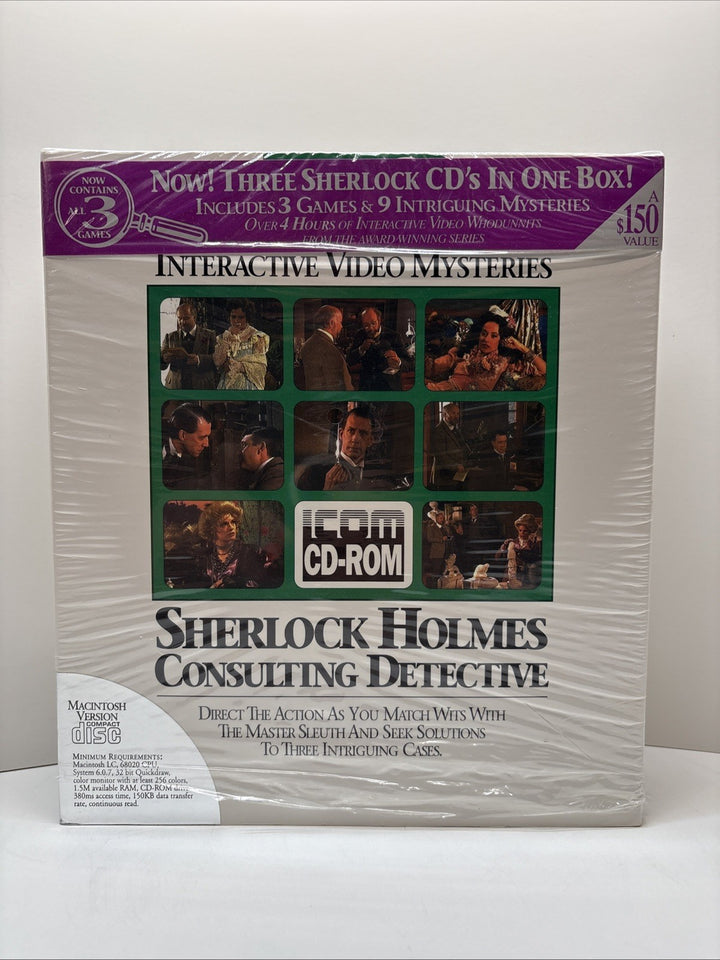 NOW
CONTAINS
ALL 3
GAMES
NOW! THREE SHERLOCK CD's IN ONE BOX!
INCLUDES 3 GAMES & 9 INTRIGUING MYSTERIES
OVER 4 HOURS OF INTERACTIVE VIDEO WHODUNNITS
FROM THE AWARD WINNING SERIES
A
$150
VALUE
INTERACTIVE VIDEO MYSTERIES
ICOM
CD-ROM
SHERLOCK HOLMES
CONSULTING DETECTIVE
DIRECT THE ACTION AS YOU MATCH WITS WITH
THE MASTER SLEUTH AND SEEK SOLUTIONS
TO THREE INTRIGUING CASES.
MACINTOSH
VERSION
COMPACT
disc
MINIMUM REQUIREMENTS:
Macintosh LC, 68020 CPU,
System 6.0.7, 32 bit Quickdraw,
color monitor with at least 256 colors,
1.5M available RAM, CD-ROM drive
380ms access time, 150KB data transfer
rate, continuous read.